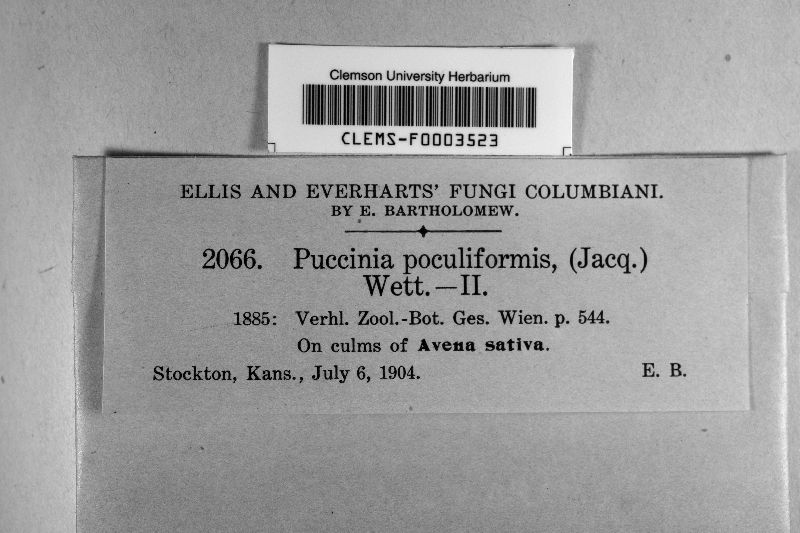 Clemson University Herbarium
CLEMS-F0003523
ELLIS AND EVERHARTS' FUNGI COLUMBIANI.
BY E. BARTHOLOMEW.
2066. Puccinia poculiformis, (Jacq.)
Wett.—II.
1885: Verhl. Zool.-Bot. Ges. Wien. p. 544.
On culms of Avena sativa.
Stockton, Kans., July 6, 1904. E. B.